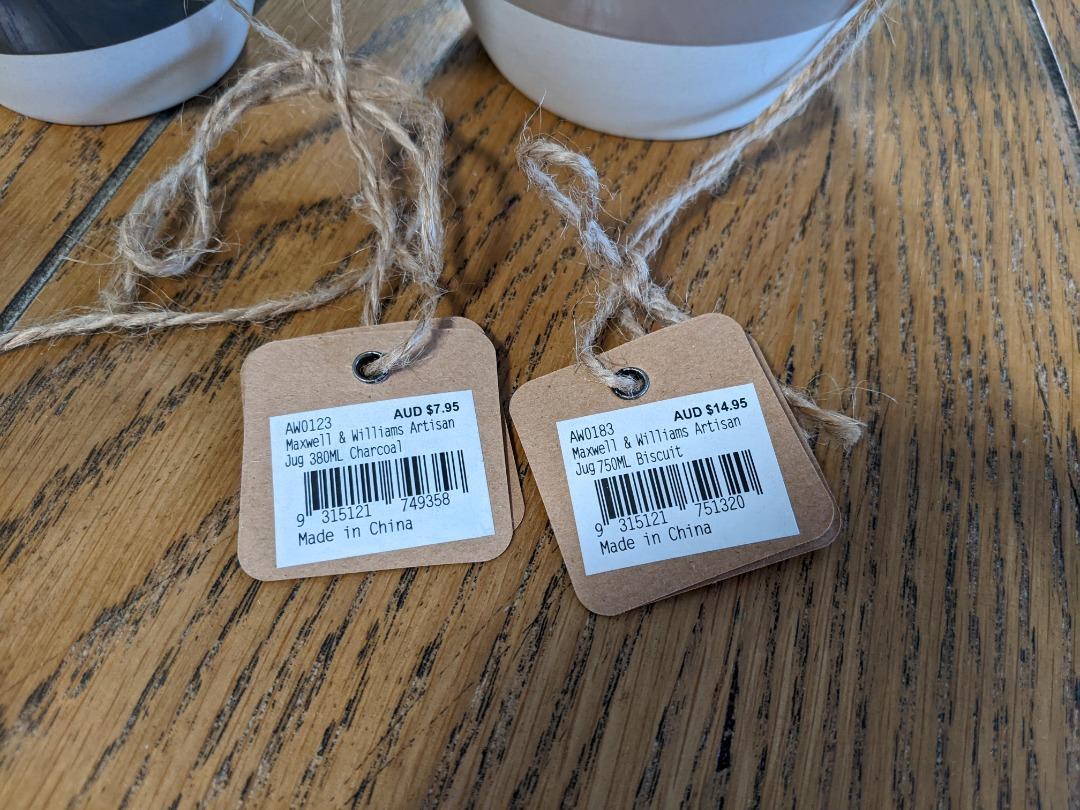 AUD $7.95
AW0123
Maxwell & Williams Artisan
Jug 380ML Charcoal
9 315121 749358
Made in China
AUD $14.95
AW0183
Maxwell & Williams Artisan
Jug 750ML Biscuit
9 315121 751320
Made in China